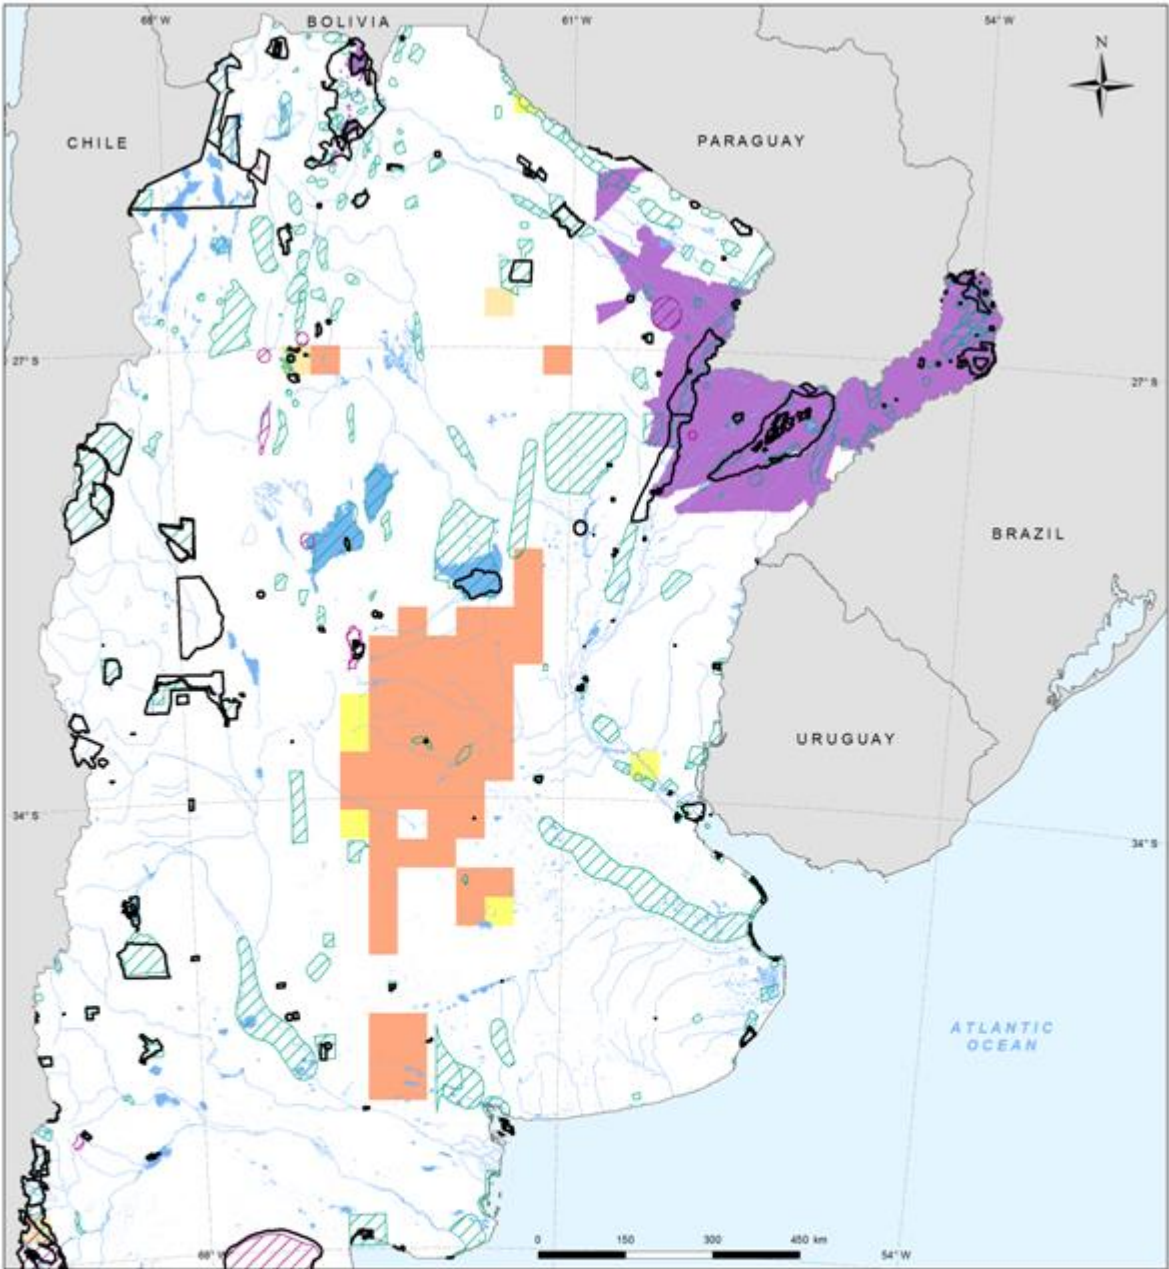 68° W
BOLIVIA
61° W
54° W
N
CHILE
PARAGUAY
27° S
27° S
BRAZIL
URUGUAY
34° S
34° S
ATLANTIC
OCEAN
0 150 300 450 km
68° W
54° W